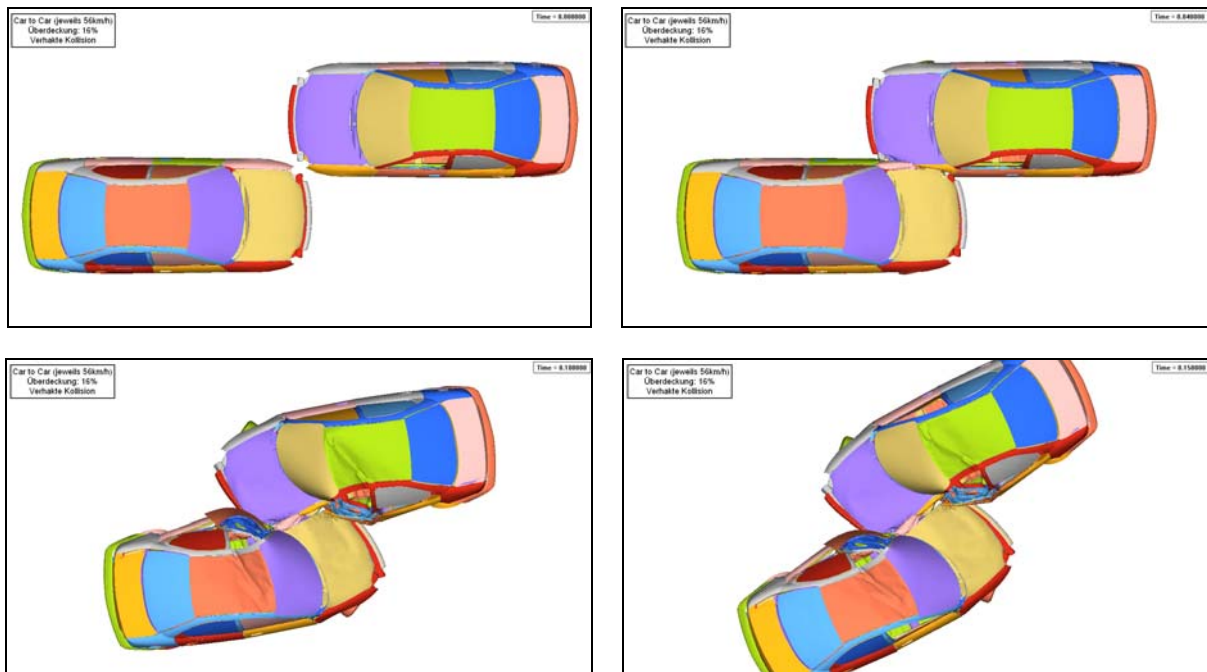 Car to Car (jeweils 56km/h)
Überdeckung: 16%
Verhakte Kollision
Time = 0.000000
Car to Car (jeweils 56km/h)
Überdeckung: 16%
Verhakte Kollision
Time = 0.040000
Car to Car (jeweils 56km/h)
Überdeckung: 16%
Verhakte Kollision
Time = 0.100000
Car to Car (jeweils 56km/h)
Überdeckung: 16%
Verhakte Kollision
Time = 0.150000